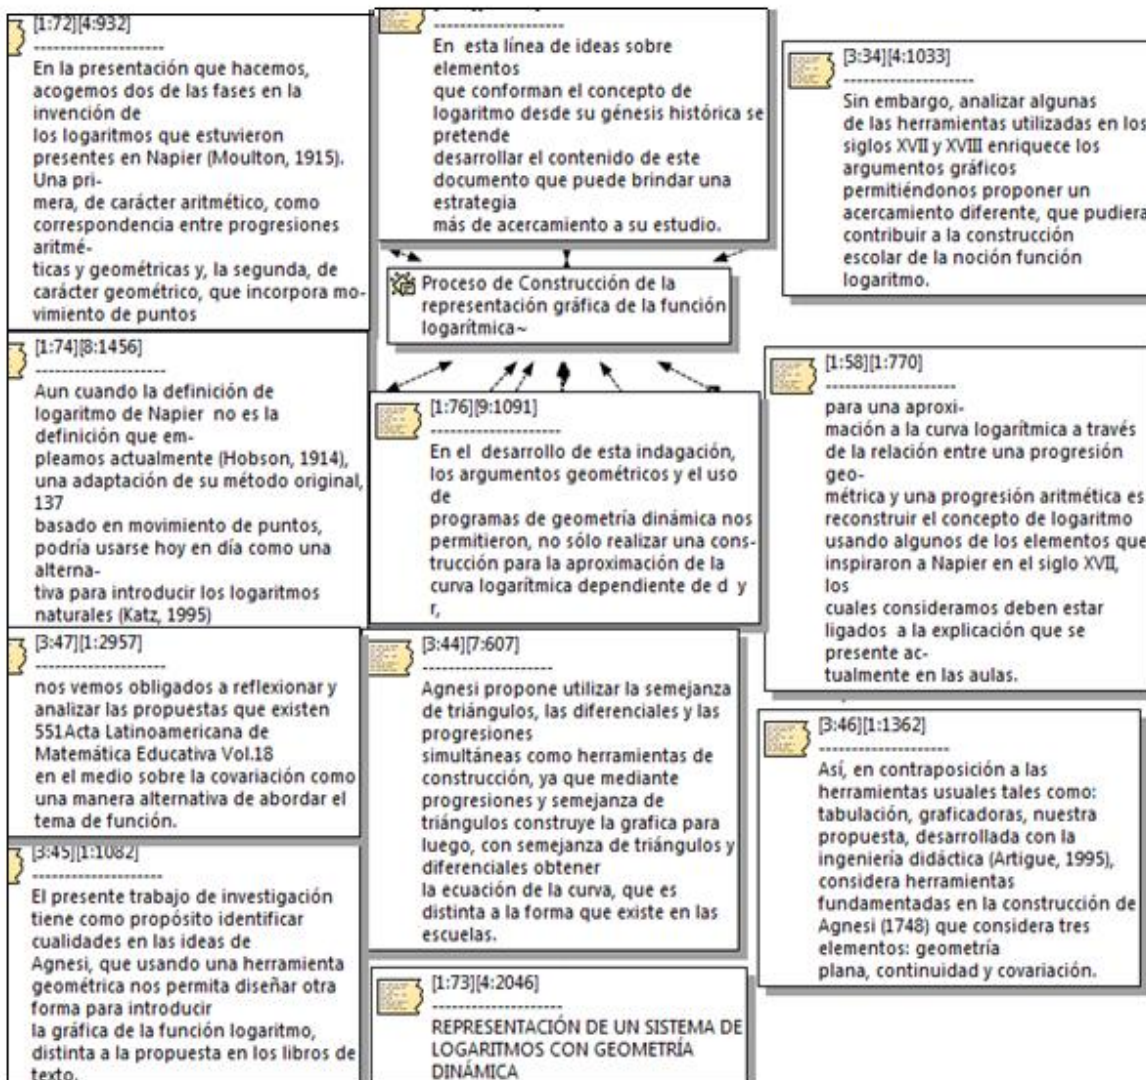 [1:72][4:932]
--------------------
En la presentación que hacemos,
acogemos dos de las fases en la
invención de
los logaritmos que estuvieron
presentes en Napier (Moulton, 1915).
Una pri-
mera, de carácter aritmético, como
correspondencia entre progresiones
aritmé-
ticas y geométricas y, la segunda, de
carácter geométrico, que incorpora mo-
vimiento de puntos
[1:74][8:1456]
--------------------
Aun cuando la definición de
logaritmo de Napier no es la
definición que em-
pleamos actualmente (Hobson, 1914),
una adaptación de su método original,
137
basado en movimiento de puntos,
podría usarse hoy en día como una
alterna-
tiva para introducir los logaritmos
naturales (Katz, 1995)
[3:47][1:2957]
--------------------
nos vemos obligados a reflexionar y
analizar las propuestas que existen
551Acta Latinoamericana de
Matemática Educativa Vol.18
en el medio sobre la covariación como
una manera alternativa de abordar el
tema de función.
[3:45][1:1082]
--------------------
El presente trabajo de investigación
tiene como propósito identificar
cualidades en las ideas de
Agnesi, que usando una herramienta
geométrica nos permita diseñar otra
forma para introducir
la gráfica de la función logaritmo,
distinta a la propuesta en los libros de
texto.
--------------------
En esta línea de ideas sobre
elementos
que conforman el concepto de
logaritmo desde su génesis histórica se
pretende
desarrollar el contenido de este
documento que puede brindar una
estrategia
más de acercamiento a su estudio.
Proceso de Construcción de la
representación gráfica de la función
logarítmica~
[1:76][9:1091]
--------------------
En el desarrollo de esta indagación,
los argumentos geométricos y el uso
de
programas de geometría dinámica nos
permitieron, no sólo realizar una cons-
trucción para la aproximación de la
curva logarítmica dependiente de d y
r,
[3:44][7:607]
--------------------
Agnesi propone utilizar la semejanza
de triángulos, las diferenciales y las
progresiones
simultáneas como herramientas de
construcción, ya que mediante
progresiones y semejanza de
triángulos construye la grafica para
luego, con semejanza de triángulos y
diferenciales obtener
la ecuación de la curva, que es
distinta a la forma que existe en las
escuelas.
[1:73][4:2046]
--------------------
REPRESENTACIÓN DE UN SISTEMA DE
LOGARITMOS CON GEOMETRÍA
DINÁMICA
[3:34][4:1033]
--------------------
Sin embargo, analizar algunas
de las herramientas utilizadas en los
siglos XVII y XVIII enriquece los
argumentos gráficos
permitiéndonos proponer un
acercamiento diferente, que pudiera
contribuir a la construcción
escolar de la noción función
logaritmo.
[1:58][1:770]
--------------------
para una aproxi-
mación a la curva logarítmica a través
de la relación entre una progresión
geo-
métrica y una progresión aritmética es
reconstruir el concepto de logaritmo
usando algunos de los elementos que
inspiraron a Napier en el siglo XVII,
los
cuales consideramos deben estar
ligados a la explicación que se
presente ac-
tualmente en las aulas.
[3:46][1:1362]
--------------------
Así, en contraposición a las
herramientas usuales tales como:
tabulación, graficadoras, nuestra
propuesta, desarrollada con la
ingeniería didáctica (Artigue, 1995),
considera herramientas
fundamentadas en la construcción de
Agnesi (1748) que considera tres
elementos: geometría
plana, continuidad y covariación.